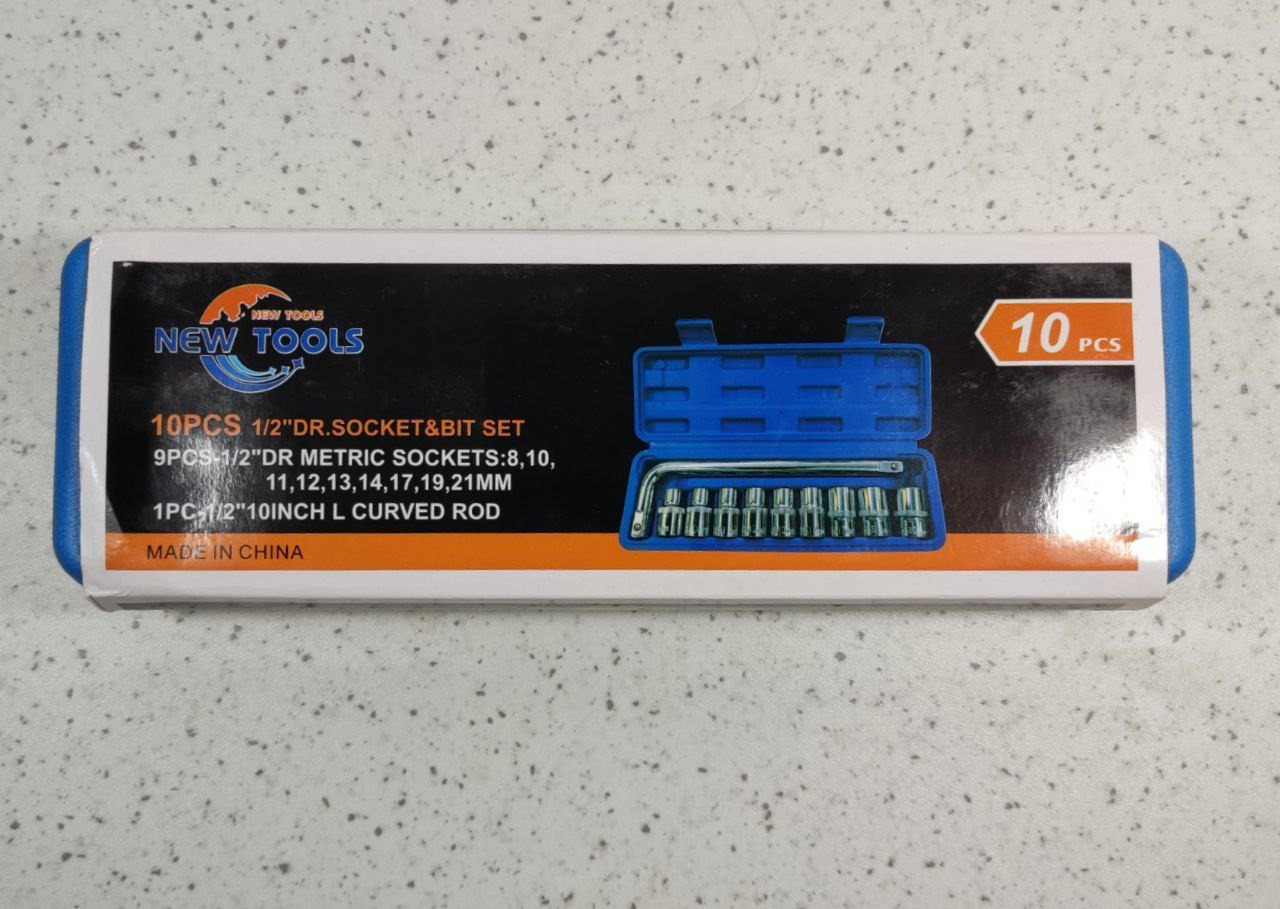 NEW TOOLS
NEW TOOLS
10 PCS
10PCS 1/2"DR.SOCKET&BIT SET
9PCS-1/2"DR METRIC SOCKETS:8,10,
11,12,13,14,17,19,21MM
1PC-1/2"10INCH L CURVED ROD
MADE IN CHINA